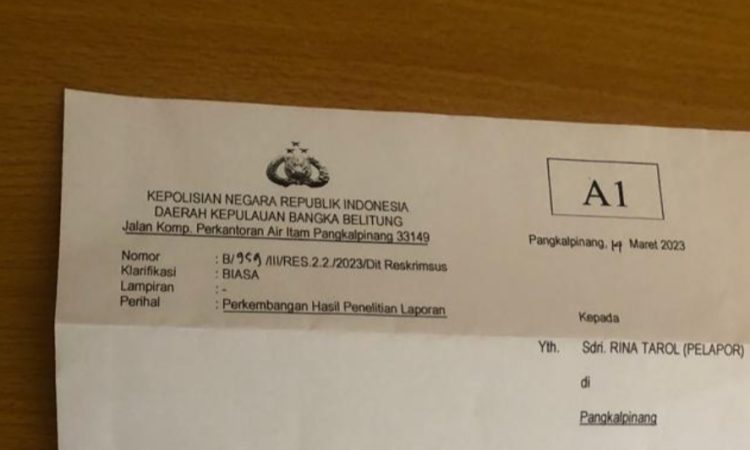 KEPOLISIAN NEGARA REPUBLIK INDONESIA
DAERAH KEPULAUAN BANGKA BELITUNG
Jalan Komp. Perkantoran Air Itam Pangkalpinang 33149
A1
Pangkalpinang, Maret 2023
Nomor : B/959/III/RES.2.2./2023/Dit Reskrimsus
Klarifikasi : BIASA
Lampiran : -
Perihal : Perkembangan Hasil Penelitian Laporan
Kepada
Yth. Sdri. RINA TAROL (PELAPOR)
di
Pangkalpinang